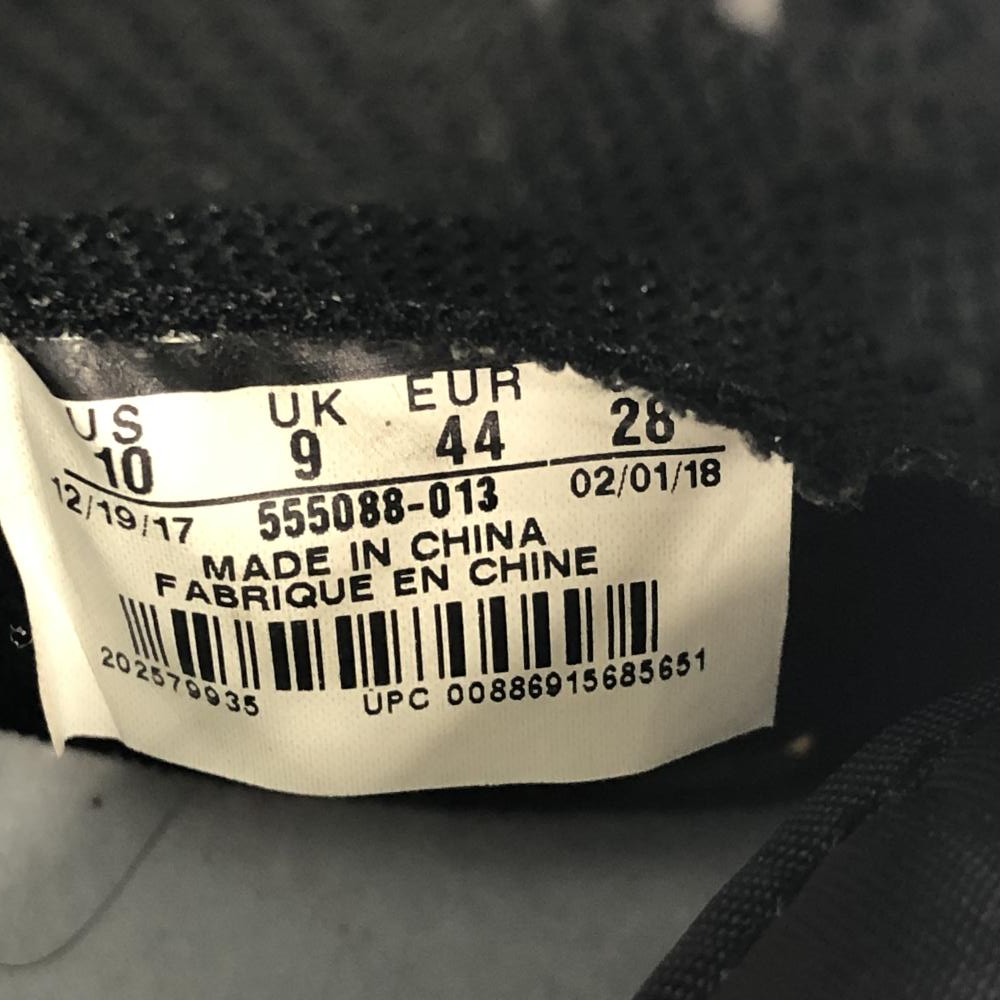 US UK EUR
10 9 44 28
12/19/17 555088-013 02/01/18
MADE IN CHINA
FABRIQUE EN CHINE
202579935 UPC 00886915685651